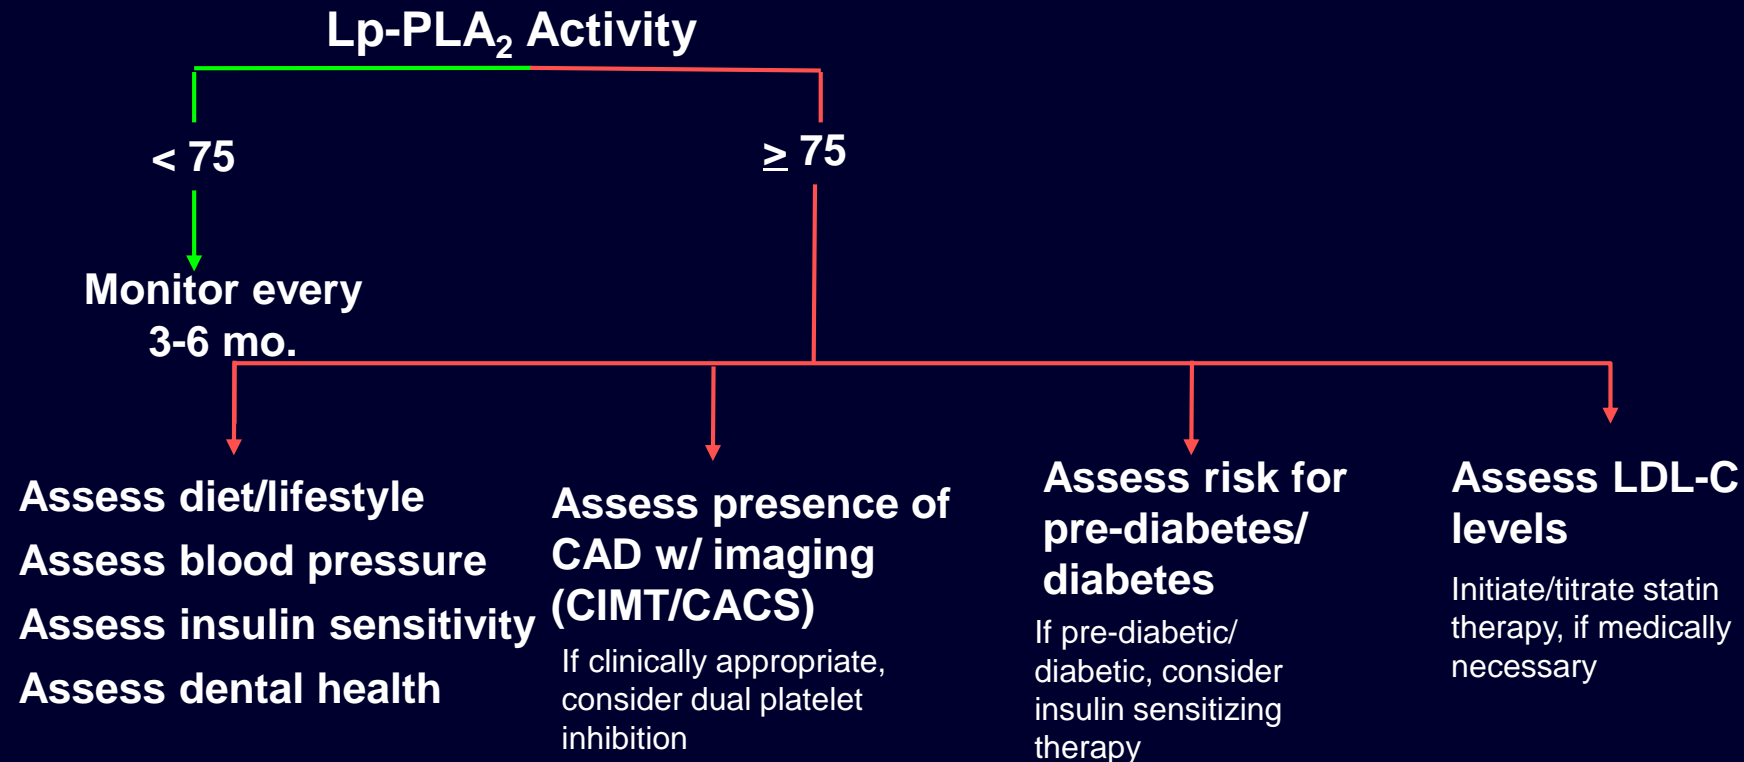 Lp-PLA₂ Activity
< 75
≥ 75
Monitor every
3-6 mo.
Assess diet/lifestyle
Assess blood pressure
Assess insulin sensitivity
Assess dental health
Assess presence of
CAD w/ imaging
(CIMT/CACS)
If clinically appropriate,
consider dual platelet
inhibition
Assess risk for
pre-diabetes/
diabetes
If pre-diabetic/
diabetic, consider
insulin sensitizing
therapy
Assess LDL-C
levels
Initiate/titrate statin
therapy, if medically
necessary